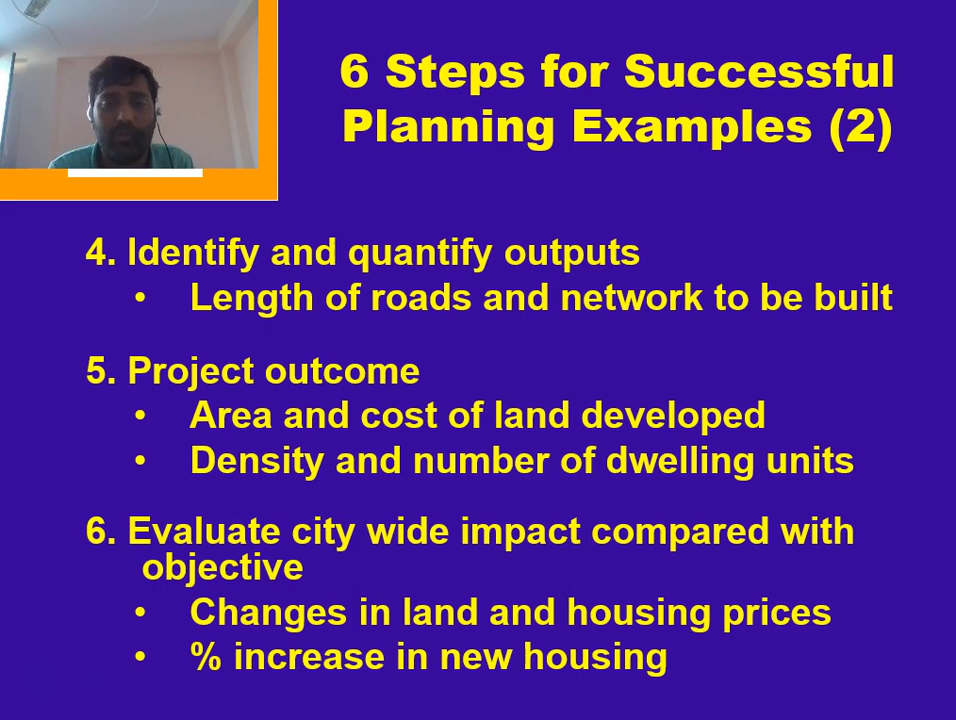 6 Steps for Successful
Planning Examples (2)
4. Identify and quantify outputs
• Length of roads and network to be built
5. Project outcome
• Area and cost of land developed
• Density and number of dwelling units
6. Evaluate city wide impact compared with
objective
• Changes in land and housing prices
• % increase in new housing